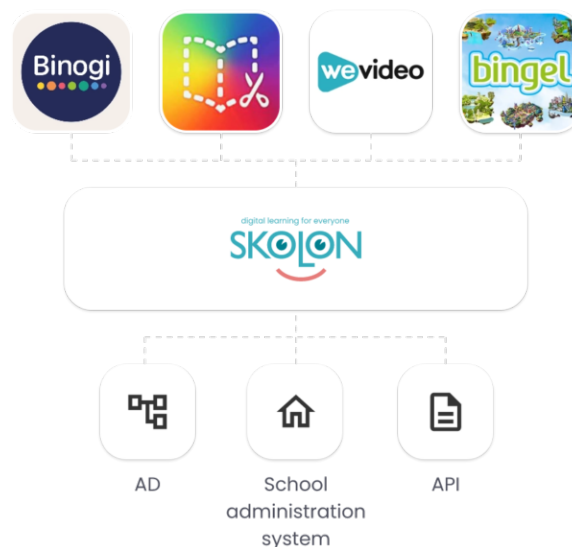 Binogi
wevideo
bingel
digital learning for everyone
SKOLON
AD
School
administration
system
API